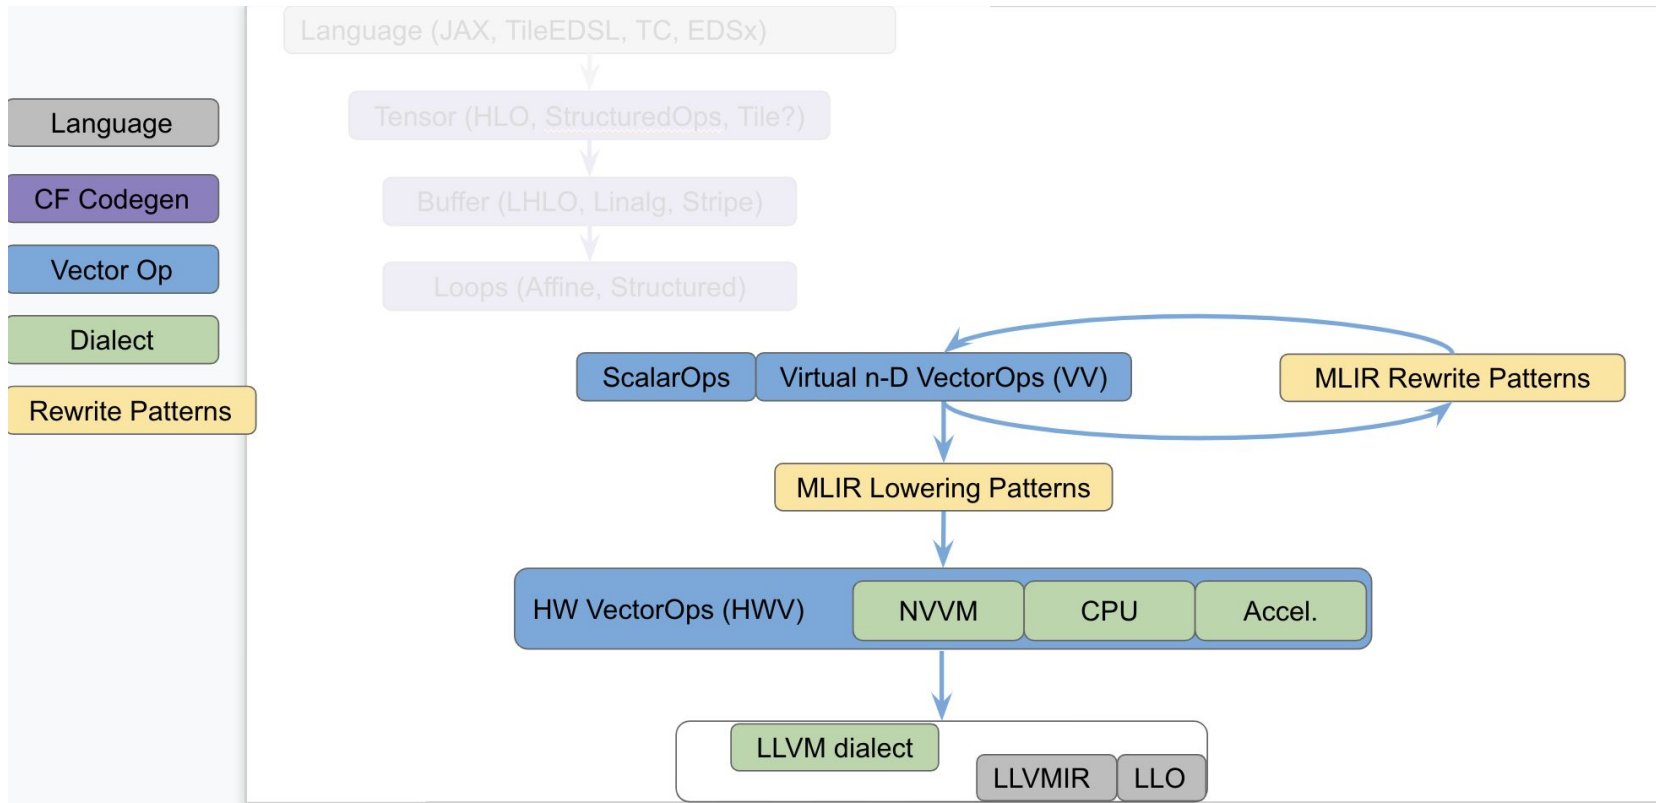 Language (JAX, TileEDSL, TC, EDSx)
Tensor (HLO, StructuredOps, Tile?)
Buffer (LHLO, Linalg, Stripe)
Loops (Affine, Structured)
Language
CF Codegen
Vector Op
Dialect
Rewrite Patterns
ScalarOps
Virtual n-D VectorOps (VV)
MLIR Rewrite Patterns
MLIR Lowering Patterns
HW VectorOps (HWV)
NVVM
CPU
Accel.
LLVM dialect
LLVMIR
LLO